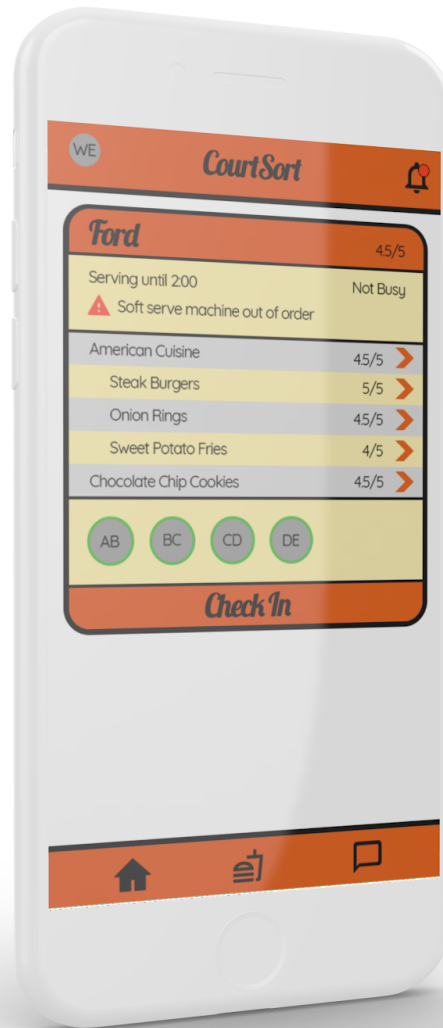 WE
CourtSort
Ford
4.5/5
Serving until 2:00
Not Busy
Soft serve machine out of order
American Cuisine 4.5/5
Steak Burgers 5/5
Onion Rings 4.5/5
Sweet Potato Fries 4/5
Chocolate Chip Cookies 4.5/5
AB BC CD DE
Check In